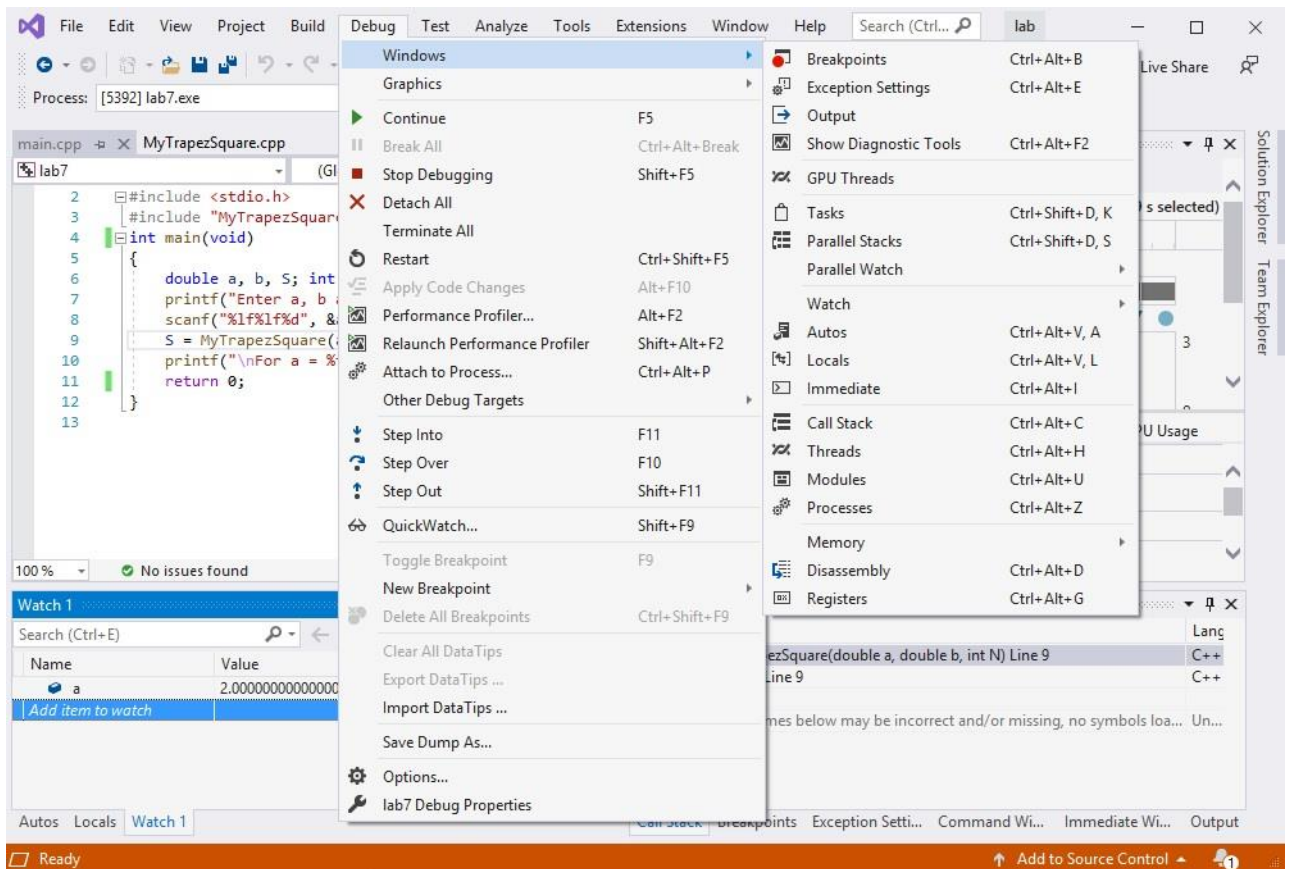 File Edit View Project Build Debug Test Analyze Tools Extensions Window Help Search (Ctrl... lab
Live Share
Process: [5392] lab7.exe
main.cpp MyTrapezSquare.cpp
lab7 (Gl
2 #include <stdio.h>
3 #include "MyTrapezSquar
4 int main(void)
5 {
6 double a, b, S; int
7 printf("Enter a, b a
8 scanf("%lf%lf%d", &
9 S = MyTrapezSquare(
10 printf("\nFor a = %
11 return 0;
12 }
13
100 % No issues found
Watch 1
Search (Ctrl+E)
Name Value
a 2.00000000000000
Add item to watch
Autos Locals Watch 1
Windows
Graphics
Continue F5
Break All Ctrl+Alt+Break
Stop Debugging Shift+F5
Detach All
Terminate All
Restart Ctrl+Shift+F5
Apply Code Changes Alt+F10
Performance Profiler... Alt+F2
Relaunch Performance Profiler Shift+Alt+F2
Attach to Process... Ctrl+Alt+P
Other Debug Targets
Step Into F11
Step Over F10
Step Out Shift+F11
QuickWatch... Shift+F9
Toggle Breakpoint F9
New Breakpoint
Delete All Breakpoints Ctrl+Shift+F9
Clear All DataTips
Export DataTips ...
Import DataTips ...
Save Dump As...
Options...
lab7 Debug Properties
Breakpoints Ctrl+Alt+B
Exception Settings Ctrl+Alt+E
Output
Show Diagnostic Tools Ctrl+Alt+F2
GPU Threads
Tasks Ctrl+Shift+D, K
Parallel Stacks Ctrl+Shift+D, S
Parallel Watch
Watch
Autos Ctrl+Alt+V, A
Locals Ctrl+Alt+V, L
Immediate Ctrl+Alt+I
Call Stack Ctrl+Alt+C
Threads Ctrl+Alt+H
Modules Ctrl+Alt+U
Processes Ctrl+Alt+Z
Memory
Disassembly Ctrl+Alt+D
Registers Ctrl+Alt+G
s selected)
3
PU Usage
Solution Explorer
Team Explorer
Lang
ezSquare(double a, double b, int N) Line 9 C++
Line 9 C++
mes below may be incorrect and/or missing, no symbols loa... Un...
Call Stack Breakpoints Exception Setti... Command Wi... Immediate Wi... Output
Ready Add to Source Control 1